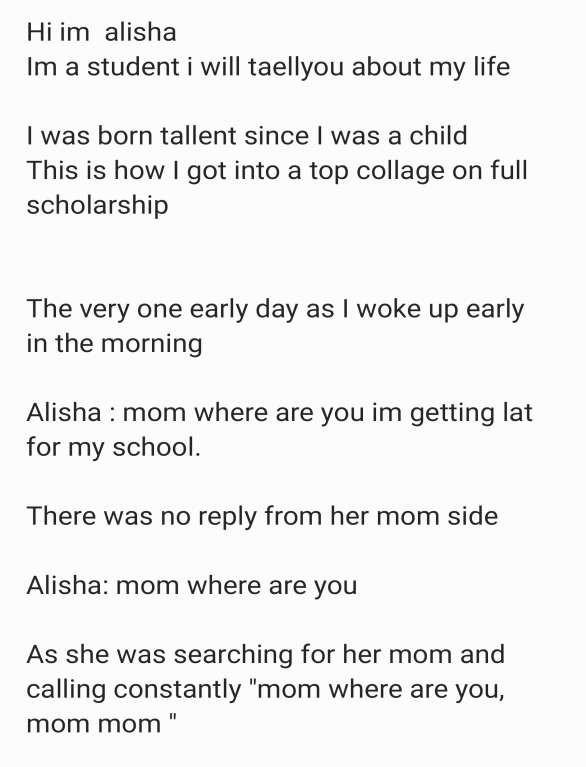 Hi im  alisha
Im a student i will taellyou about my life
I was born tallent since I was a child
This is how I got into a top collage on full
scholarship
The very one early day as I woke up early
in the morning
Alisha : mom where are you im getting lat
for my school.
There was no reply from her mom side
Alisha: mom where are you
As she was searching for her mom and
calling constantly "mom where are you,
mom mom "